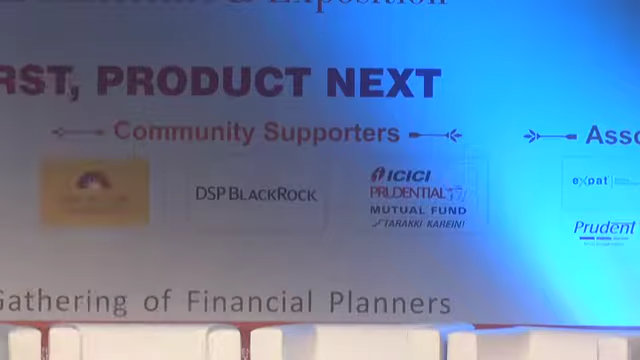 & Exposition
RST, PRODUCT NEXT
Community Supporters
Asso
DSP BLACKROCK
ICICI
PRUDENTIAL
MUTUAL FUND
TARAKKI KAREIN!
expat
Prudent
Gathering of Financial Planners